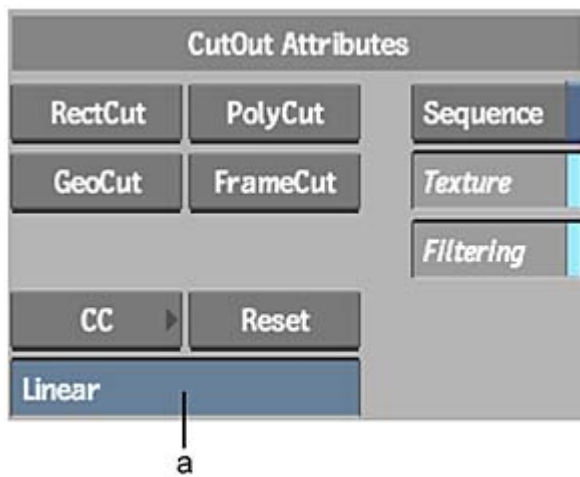 CutOut Attributes
RectCut PolyCut Sequence
GeoCut FrameCut Texture
Filtering
CC Reset
Linear
a